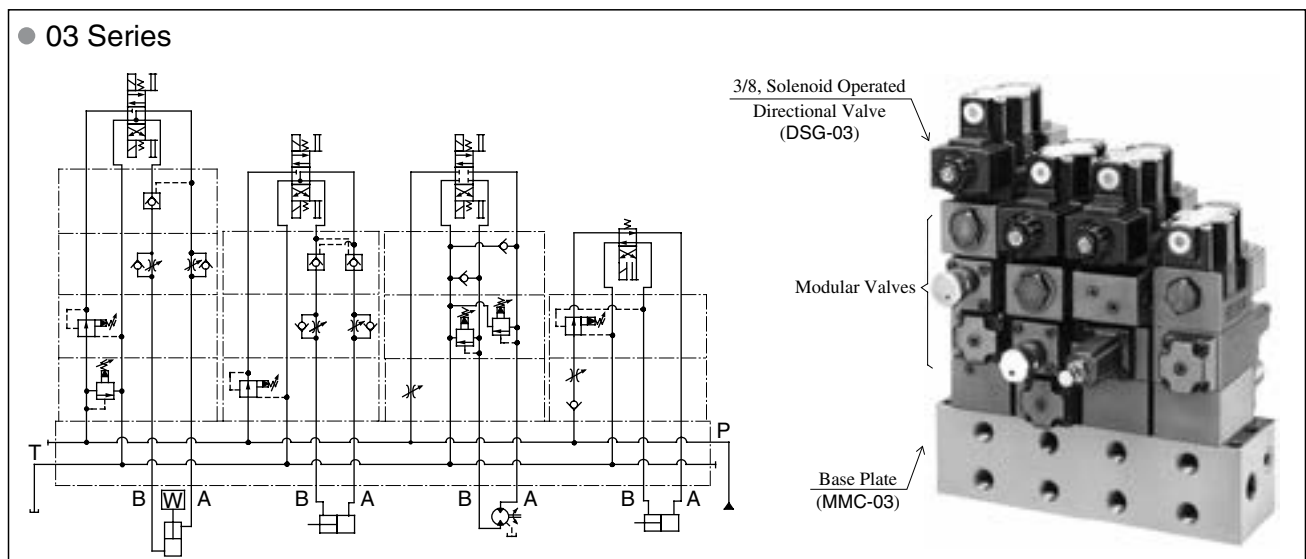 03 Series
3/8, Solenoid Operated
Directional Valve
(DSG-03)
Modular Valves
Base Plate
(MMC-03)
T
P
B
W
A
B
A
B
A
B
A